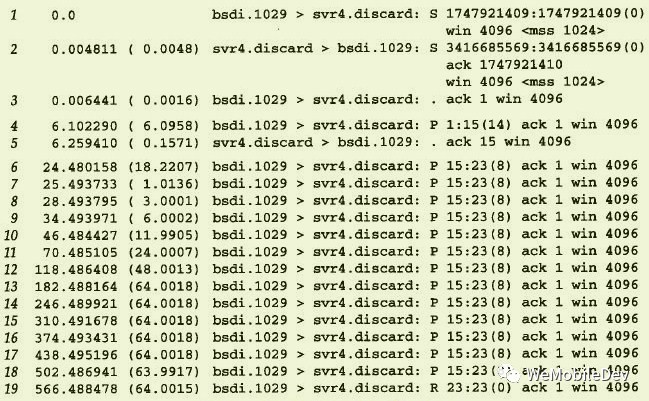 1 0.0 bsdi.1029 > svr4.discard: S 1747921409:1747921409(0)
win 4096 <mss 1024>
2 0.004811 ( 0.0048) svr4.discard > bsdi.1029: S 3416685569:3416685569(0)
ack 1747921410
win 4096 <mss 1024>
3 0.006441 ( 0.0016) bsdi.1029 > svr4.discard: . ack 1 win 4096
4 6.102290 ( 6.0958) bsdi.1029 > svr4.discard: P 1:15(14) ack 1 win 4096
5 6.259410 ( 0.1571) svr4.discard > bsdi.1029: . ack 15 win 4096
6 24.480158 (18.2207) bsdi.1029 > svr4.discard: P 15:23(8) ack 1 win 4096
7 25.493733 ( 1.0136) bsdi.1029 > svr4.discard: P 15:23(8) ack 1 win 4096
8 28.493795 ( 3.0001) bsdi.1029 > svr4.discard: P 15:23(8) ack 1 win 4096
9 34.493971 ( 6.0002) bsdi.1029 > svr4.discard: P 15:23(8) ack 1 win 4096
10 46.484427 (11.9905) bsdi.1029 > svr4.discard: P 15:23(8) ack 1 win 4096
11 70.485105 (24.0007) bsdi.1029 > svr4.discard: P 15:23(8) ack 1 win 4096
12 118.486408 (48.0013) bsdi.1029 > svr4.discard: P 15:23(8) ack 1 win 4096
13 182.488164 (64.0018) bsdi.1029 > svr4.discard: P 15:23(8) ack 1 win 4096
14 246.489921 (64.0018) bsdi.1029 > svr4.discard: P 15:23(8) ack 1 win 4096
15 310.491678 (64.0018) bsdi.1029 > svr4.discard: P 15:23(8) ack 1 win 4096
16 374.493431 (64.0018) bsdi.1029 > svr4.discard: P 15:23(8) ack 1 win 4096
17 438.495196 (64.0018) bsdi.1029 > svr4.discard: P 15:23(8) ack 1 win 4096
18 502.486941 (63.9917) bsdi.1029 > svr4.discard: P 15:23(8) ack 1 win 4096
19 566.488478 (64.0015) bsdi.1029 > svr4.discard: R 23:23(0) ack 1 win 4096
WeMobileDev